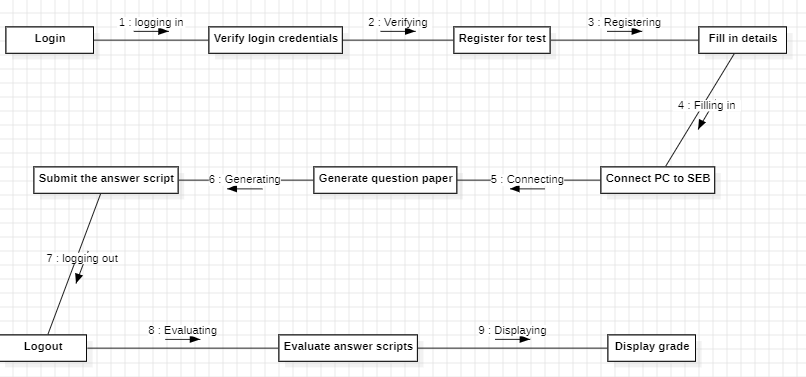 1 : logging in
2 : Verifying
3 : Registering
Login
Verify login credentials
Register for test
Fill in details
4 : Filling in
Submit the answer script
6 : Generating
Generate question paper
5 : Connecting
Connect PC to SEB
7 : logging out
8 : Evaluating
9 : Displaying
Logout
Evaluate answer scripts
Display grade